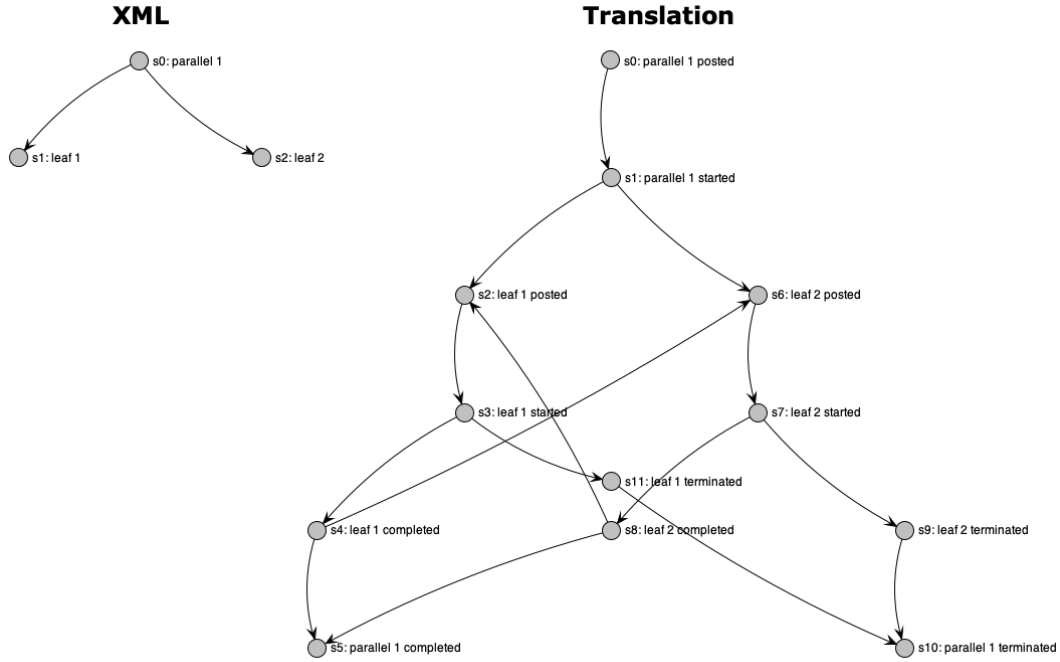 XML
Translation
s0: parallel 1
s0: parallel 1 posted
s1: leaf 1
s2: leaf 2
s1: parallel 1 started
s2: leaf 1 posted
s6: leaf 2 posted
s3: leaf 1 started
s7: leaf 2 started
s11: leaf 1 terminated
s4: leaf 1 completed
s8: leaf 2 completed
s9: leaf 2 terminated
s5: parallel 1 completed
s10: parallel 1 terminated